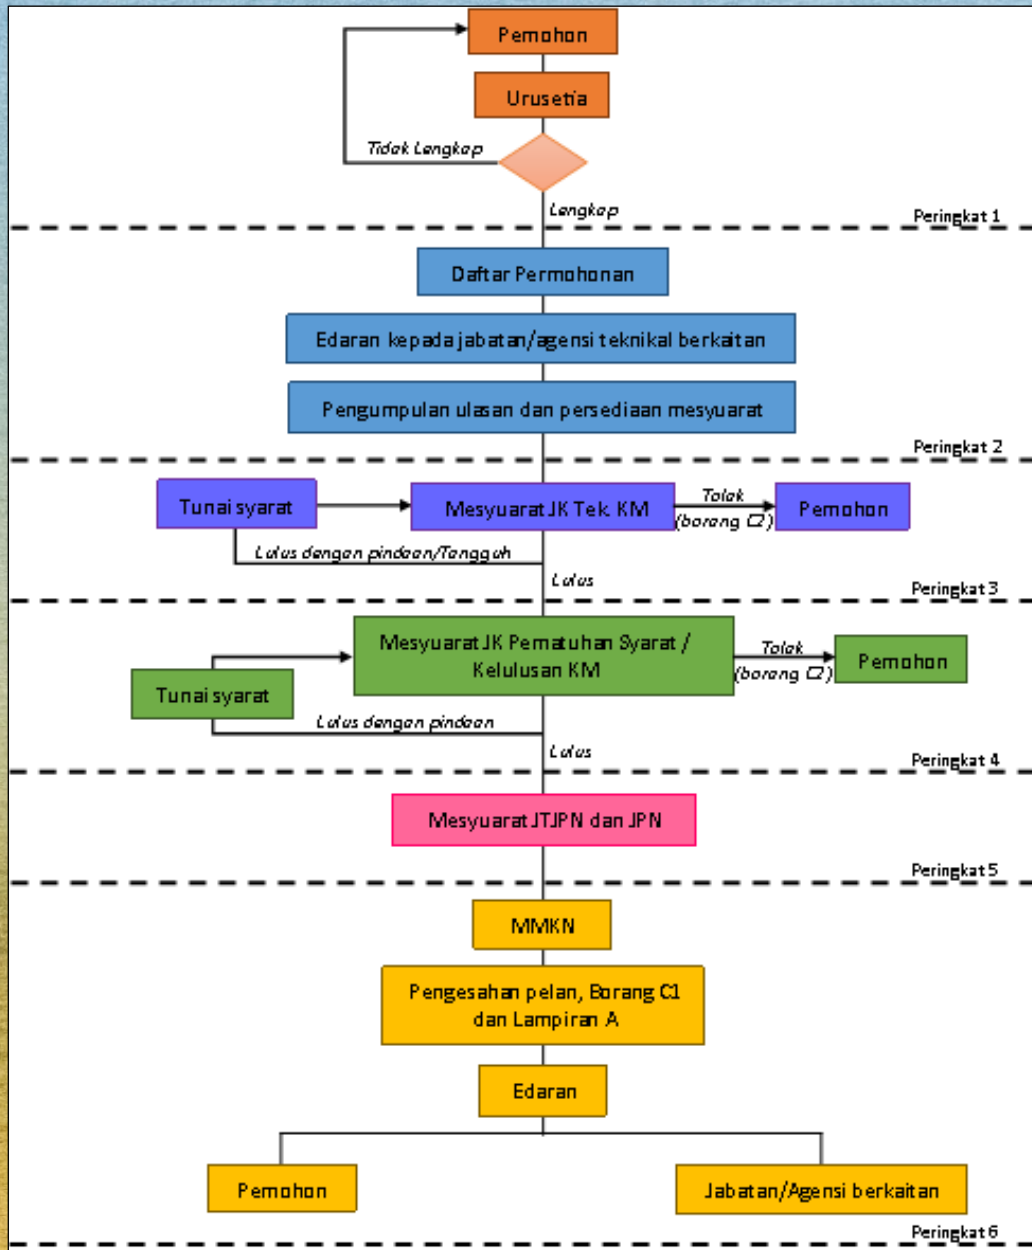 Pemohon
Urusetia
Tidak Lengkap
Lengkap
Peringkat 1
Daftar Permohonan
Edaran kepada jabatan/agensi teknikal berkaitan
Pengumpulan ulasan dan persediaan mesyuarat
Peringkat 2
Tunai syarat
Mesyuarat JK Tek. KM
Tolak
(borang C2)
Pemohon
Lulus dengan pindaan/Tangguh
Lulus
Peringkat 3
Mesyuarat JK Pematuhan Syarat /
Kelulusan KM
Tolak
(borang C2)
Pemohon
Tunai syarat
Lulus dengan pindaan
Lulus
Peringkat 4
Mesyuarat JTJPN dan JPN
Peringkat 5
MMKN
Pengesahan pelan, Borang C1
dan Lampiran A
Edaran
Pemohon
Jabatan/Agensi berkaitan
Peringkat 6